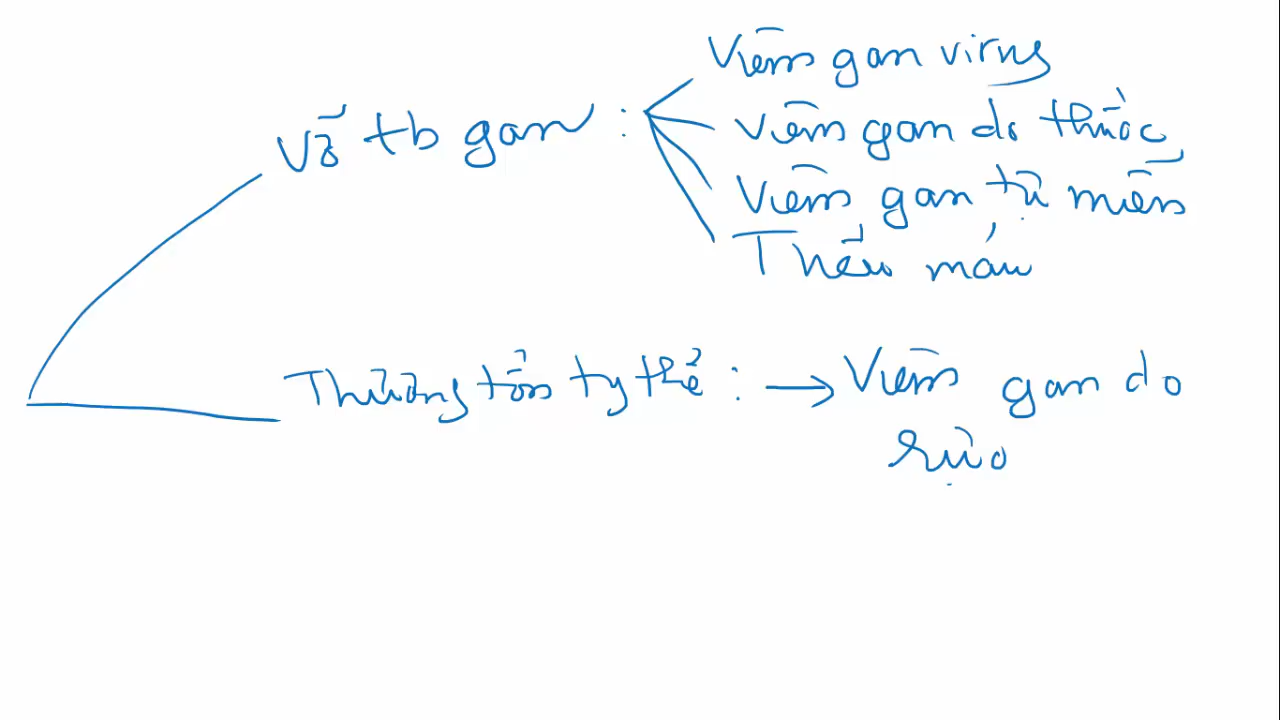 Viêm gan virus
Vỡ tb gan :
viêm gan do thuốc
Viêm gan tự miễn
Thiếu máu
Thương tổn ty thể : → Viêm gan do
rượu